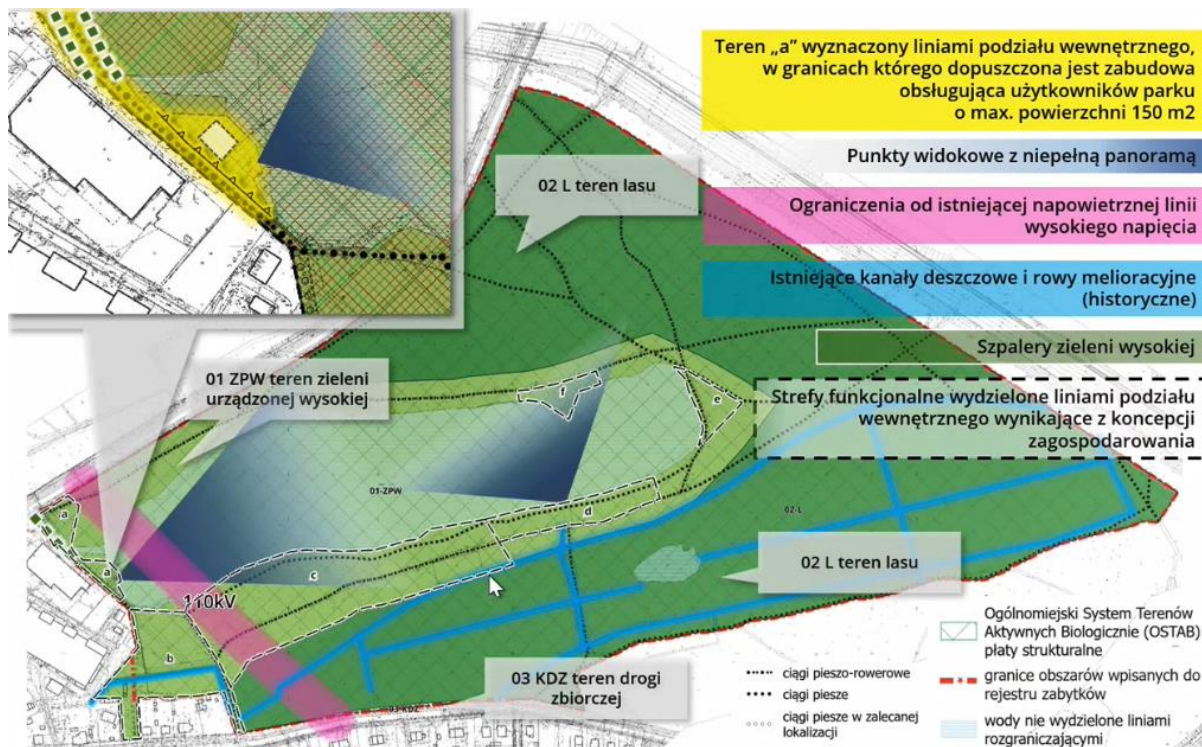 Teren „a” wyznaczony liniami podziału wewnętrznego,
w granicach którego dopuszczona jest zabudowa
obsługująca użytkowników parku
o max. powierzchni 150 m2
Punkty widokowe z niepełną panoramą
Ograniczenia od istniejącej napowietrznej linii
wysokiego napięcia
Istniejące kanały deszczowe i rowy melioracyjne
(historyczne)
Szpalery zieleni wysokiej
Strefy funkcjonalne wydzielone liniami podziału
wewnętrznego wynikające z koncepcji
zagospodarowania
02 L teren lasu
01 ZPW teren zieleni
urządzonej wysokiej
f
e
01-ZPW
a
d
02-L
a
c
02 L teren lasu
110kV
b
03 KDZ teren drogi
zbiorczej
03-KDZ
ciągi pieszo-rowerowe
ciągi piesze
ciągi piesze w zalecanej
lokalizacji
Ogólnomiejski System Terenów
Aktywnych Biologicznie (OSTAB)
płaty strukturalne
granice obszarów wpisanych do
rejestru zabytków
wody nie wydzielone liniami
rozgraniczającymi